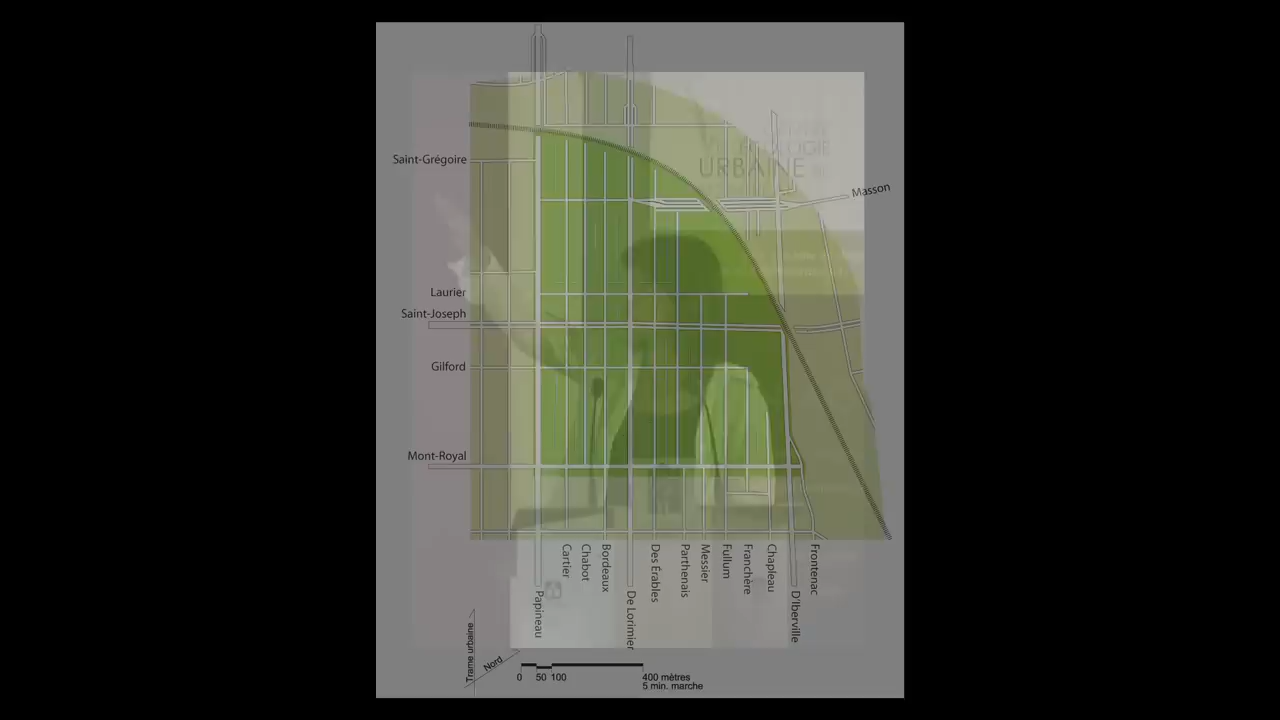 ÉCOLOGIE
URBAINE
Saint-Grégoire
Masson
Laurier
Saint-Joseph
Gilford
Mont-Royal
Papineau
Cartier
Chabot
Bordeaux
De Lorimier
Des Érables
Parthenais
Messier
Fullum
Franchère
Chapleau
D'Iberville
Frontenac
Trame urbaine
Nord
0 50 100 400 mètres
5 min. marche